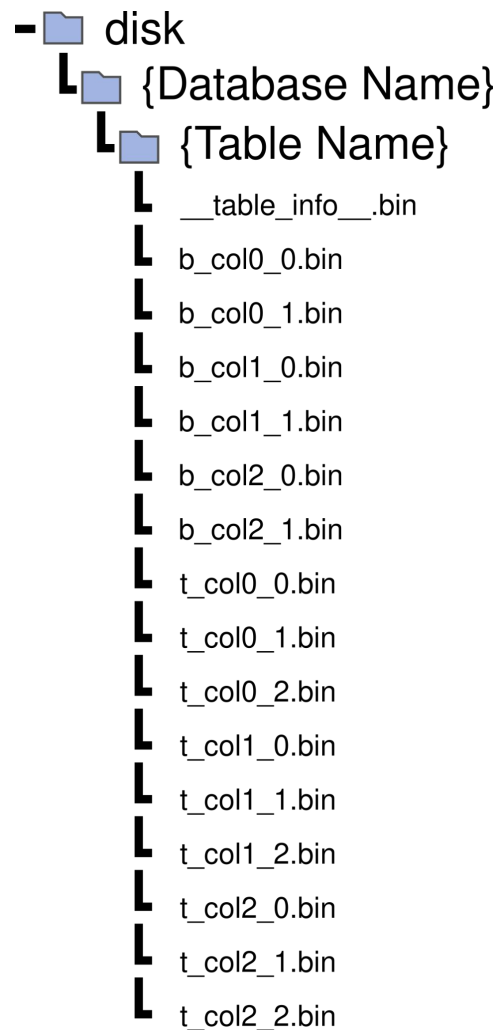 disk
{Database Name}
{Table Name}
__table_info__.bin
b_col0_0.bin
b_col0_1.bin
b_col1_0.bin
b_col1_1.bin
b_col2_0.bin
b_col2_1.bin
t_col0_0.bin
t_col0_1.bin
t_col0_2.bin
t_col1_0.bin
t_col1_1.bin
t_col1_2.bin
t_col2_0.bin
t_col2_1.bin
t_col2_2.bin